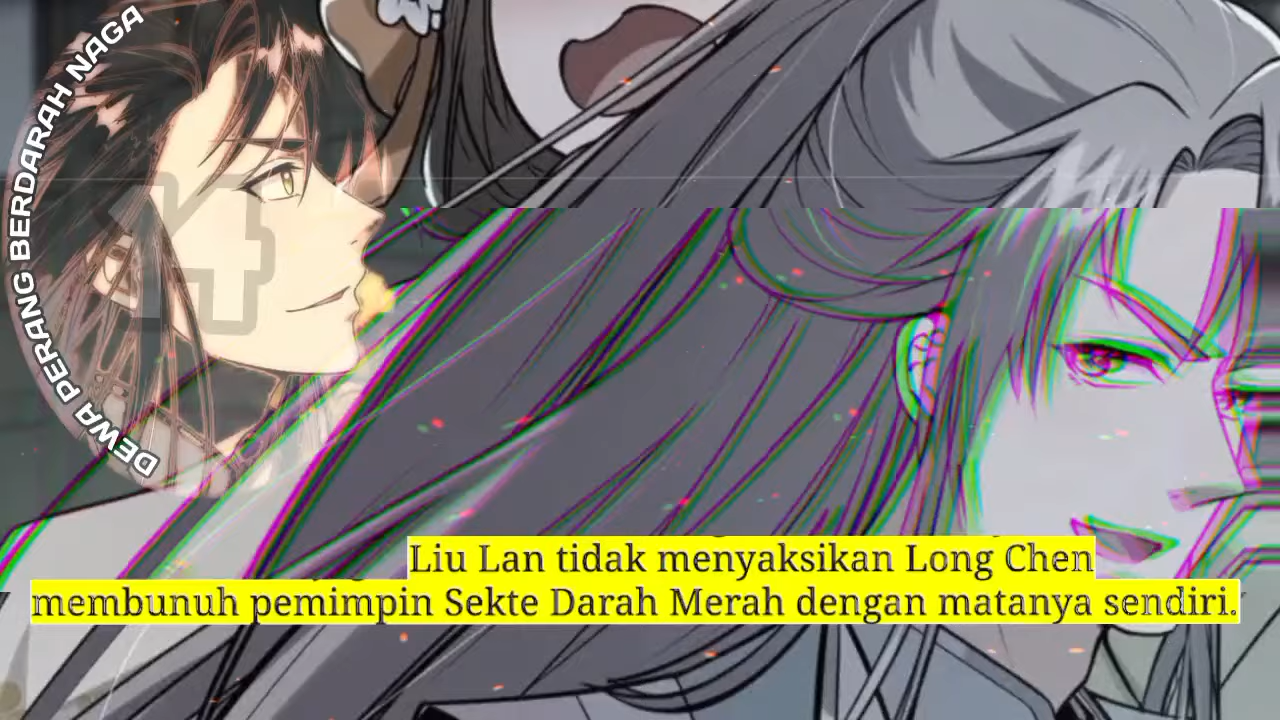 DEWA PERANG BERDARAH NAGA
Liu Lan tidak menyaksikan Long Chen
membunuh pemimpin Sekte Darah Merah dengan matanya sendiri.